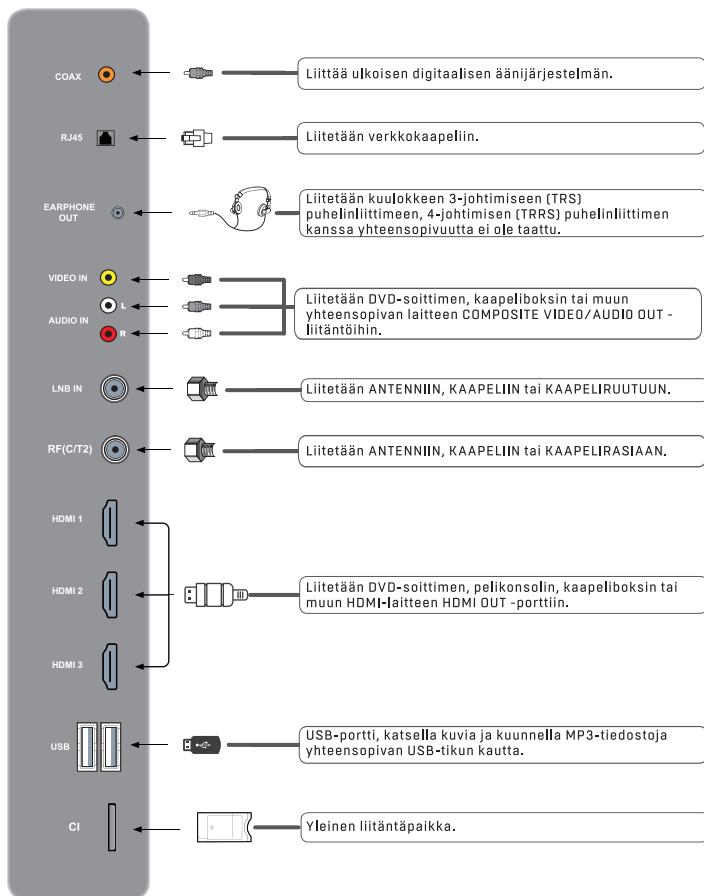 COAX
Liittää ulkoisen digitaalisen äänijärjestelmän.
RJ45
Liitetään verkkokaapeliin.
EARPHONE
OUT
Liitetään kuulokkeen 3-johtimiseen (TRS)
puhelinliittimeen, 4-johtimisen (TRRS) puhelinliittimen
kanssa yhteensopivuutta ei ole taattu.
VIDEO IN
L
AUDIO IN
R
Liitetään DVD-soittimen, kaapeliboksin tai muun
yhteensopivan laitteen COMPOSITE VIDEO/AUDIO OUT -
liitäntöihin.
LNB IN
Liitetään ANTENNIIN, KAAPELIIN tai KAAPELIRUUTUUN.
RF(C/T2)
Liitetään ANTENNIIN, KAAPELIIN tai KAAPELIRASIAAN.
HDMI 1
HDMI 2
HDMI 3
Liitetään DVD-soittimen, pelikonsolin, kaapeliboksin tai
muun HDMI-laitteen HDMI OUT -porttiin.
USB
USB-portti, katsella kuvia ja kuunnella MP3-tiedostoja
yhteensopivan USB-tikun kautta.
CI
Yleinen liitäntäpaikka.